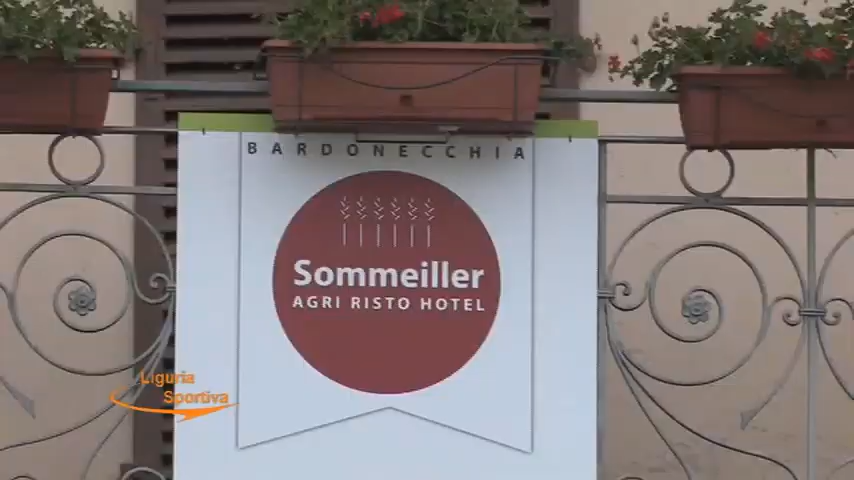 BARDONECCHIA
Sommeiller
AGRI RISTO HOTEL
Liguria
Sportiva